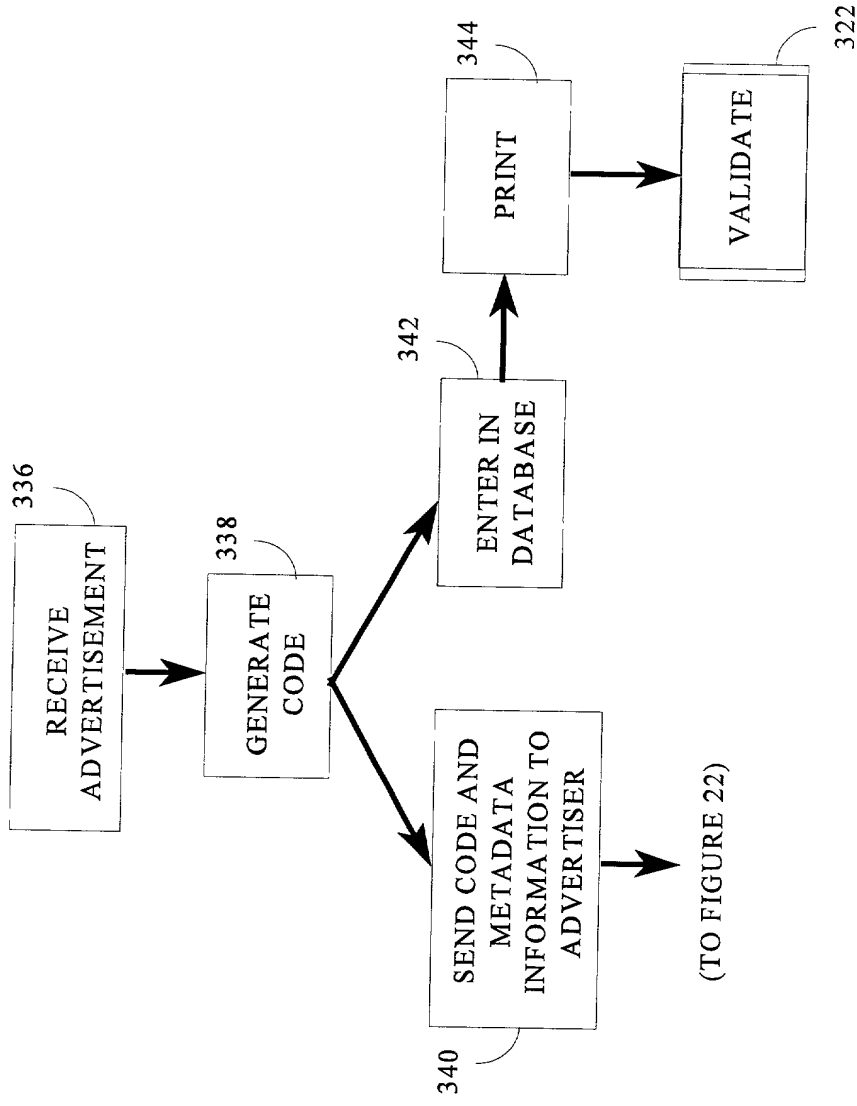 336
RECEIVE
ADVERTISEMENT
338
GENERATE
CODE
340
SEND CODE AND
METADATA
INFORMATION TO
ADVERTISER
(TO FIGURE 22)
342
ENTER IN
DATABASE
344
PRINT
322
VALIDATE